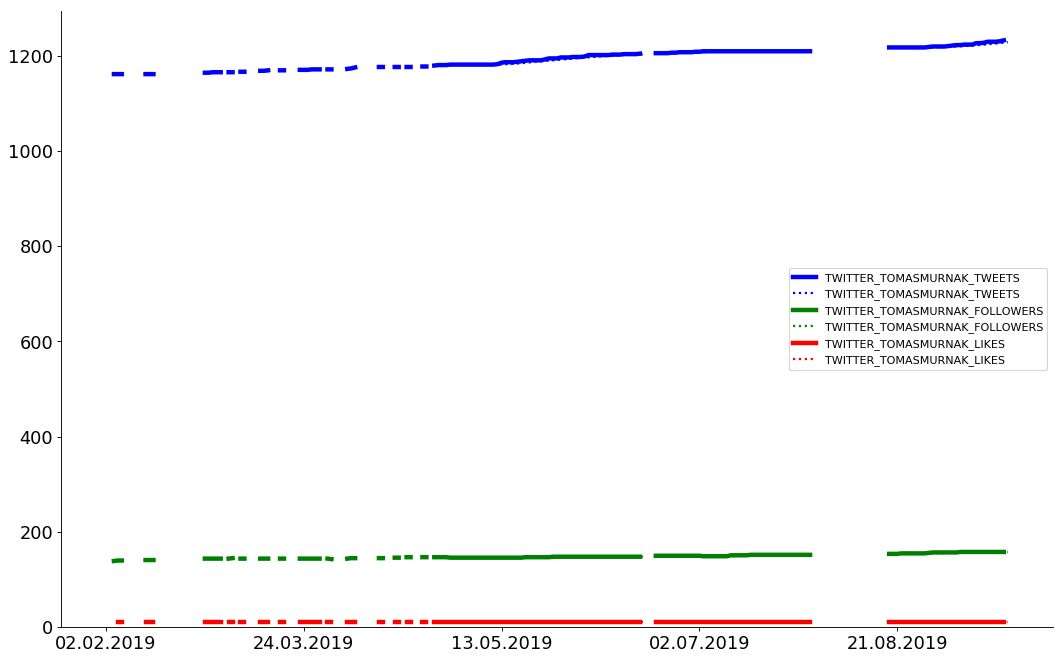 1200
1000
800
600
400
200
0
TWITTER_TOMASMURNAK_TWEETS
TWITTER_TOMASMURNAK_TWEETS
TWITTER_TOMASMURNAK_FOLLOWERS
TWITTER_TOMASMURNAK_FOLLOWERS
TWITTER_TOMASMURNAK_LIKES
TWITTER_TOMASMURNAK_LIKES
02.02.2019 24.03.2019 13.05.2019 02.07.2019 21.08.2019